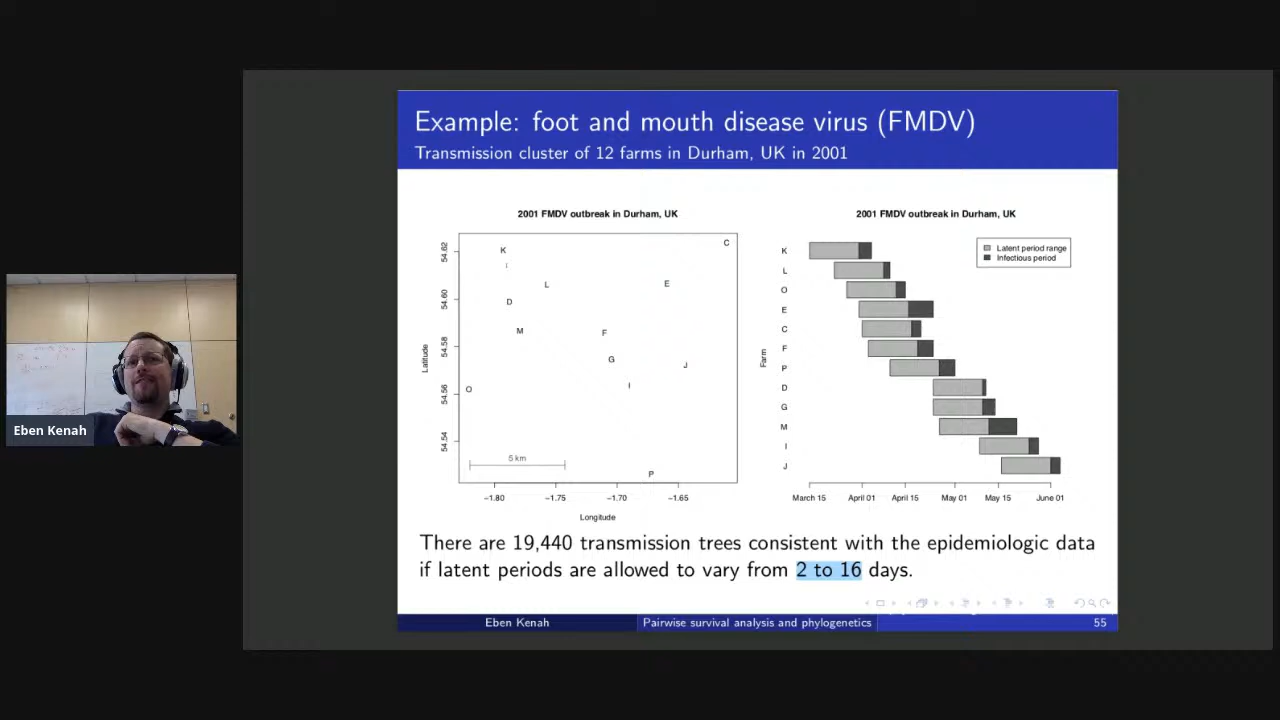 Example: foot and mouth disease virus (FMDV)
Transmission cluster of 12 farms in Durham, UK in 2001
2001 FMDV outbreak in Durham, UK
Latitude
54.62
54.60
54.58
54.56
54.54
K
C
L
E
D
M
F
G
J
I
O
P
5 km
−1.80
−1.75
−1.70
−1.65
Longitude
2001 FMDV outbreak in Durham, UK
Latent period range
Infectious period
Farm
K
L
O
E
C
F
P
D
G
M
I
J
March 15
April 01
April 15
May 01
May 15
June 01
There are 19,440 transmission trees consistent with the epidemiologic data
if latent periods are allowed to vary from 2 to 16 days.
Eben Kenah
Pairwise survival analysis and phylogenetics
55
Eben Kenah